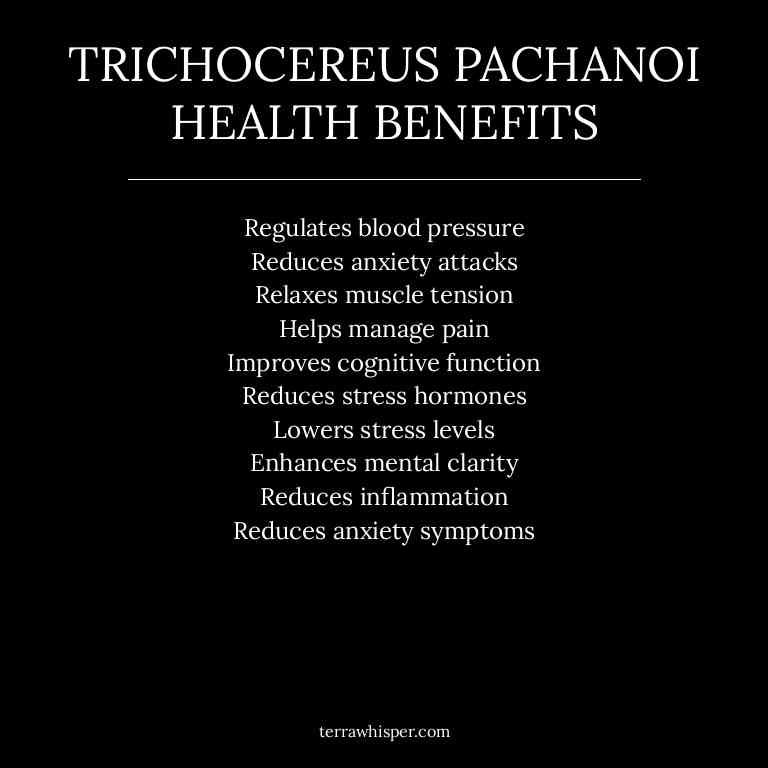 TRICHOCEREUS PACHANOI
HEALTH BENEFITS
Regulates blood pressure
Reduces anxiety attacks
Relaxes muscle tension
Helps manage pain
Improves cognitive function
Reduces stress hormones
Lowers stress levels
Enhances mental clarity
Reduces inflammation
Reduces anxiety symptoms
terrawhisper.com